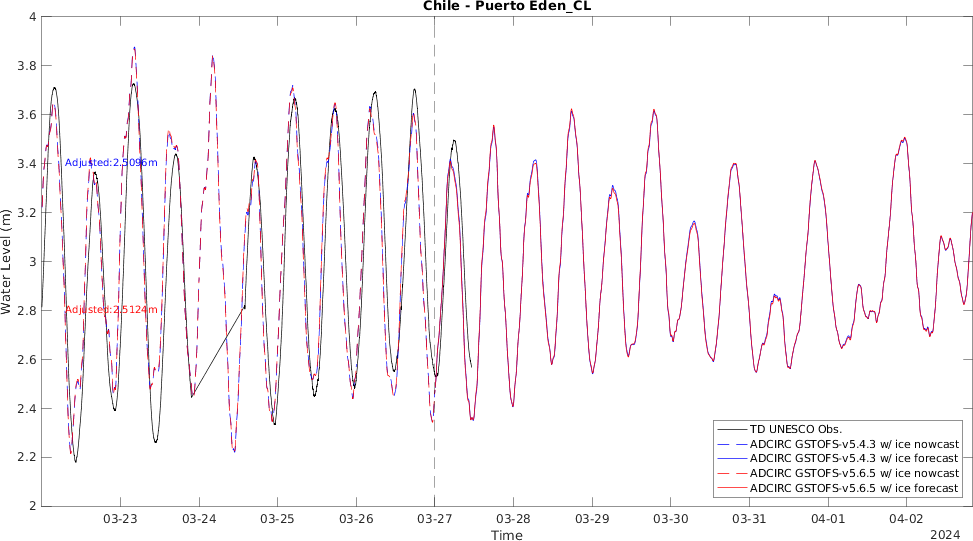 Chile - Puerto Eden_CL
Water Level (m)
4
3.8
3.6
3.4
3.2
3
2.8
2.6
2.4
2.2
2
Adjusted:2.5096m
Adjusted:2.5124m
TD UNESCO Obs.
ADCIRC GSTOFS-v5.4.3 w/ ice nowcast
ADCIRC GSTOFS-v5.4.3 w/ ice forecast
ADCIRC GSTOFS-v5.6.5 w/ ice nowcast
ADCIRC GSTOFS-v5.6.5 w/ ice forecast
03-23 03-24 03-25 03-26 03-27 03-28 03-29 03-30 03-31 04-01 04-02
Time
2024